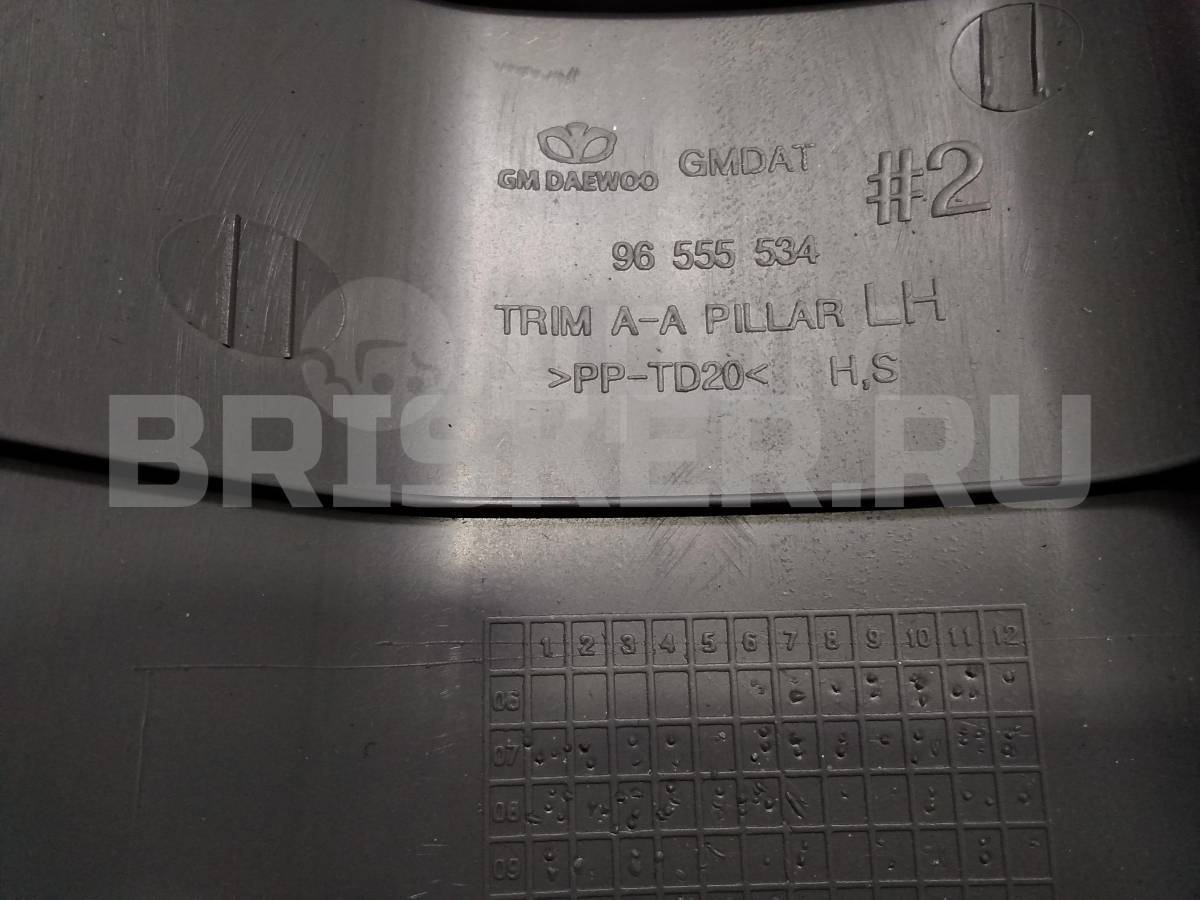 GM DAEWOO GMDAT #2
96 555 534
TRIM A-A PILLAR LH
>PP-TD20< H,S
BRISKER.RU
1 2 3 4 5 6 7 8 9 10 11 12
07
08
09